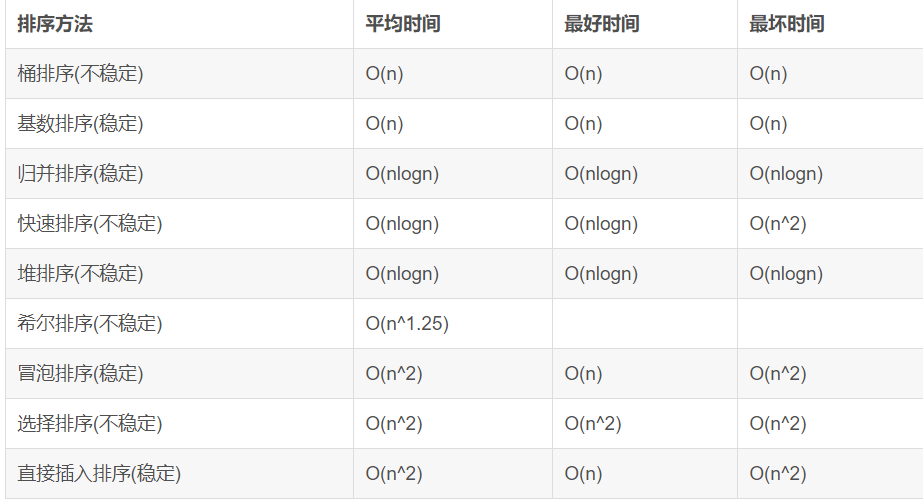 排序方法 平均时间 最好时间 最坏时间
桶排序(不稳定) O(n) O(n) O(n)
基数排序(稳定) O(n) O(n) O(n)
归并排序(稳定) O(nlogn) O(nlogn) O(nlogn)
快速排序(不稳定) O(nlogn) O(nlogn) O(n^2)
堆排序(不稳定) O(nlogn) O(nlogn) O(nlogn)
希尔排序(不稳定) O(n^1.25)
冒泡排序(稳定) O(n^2) O(n) O(n^2)
选择排序(不稳定) O(n^2) O(n^2) O(n^2)
直接插入排序(稳定) O(n^2) O(n) O(n^2)